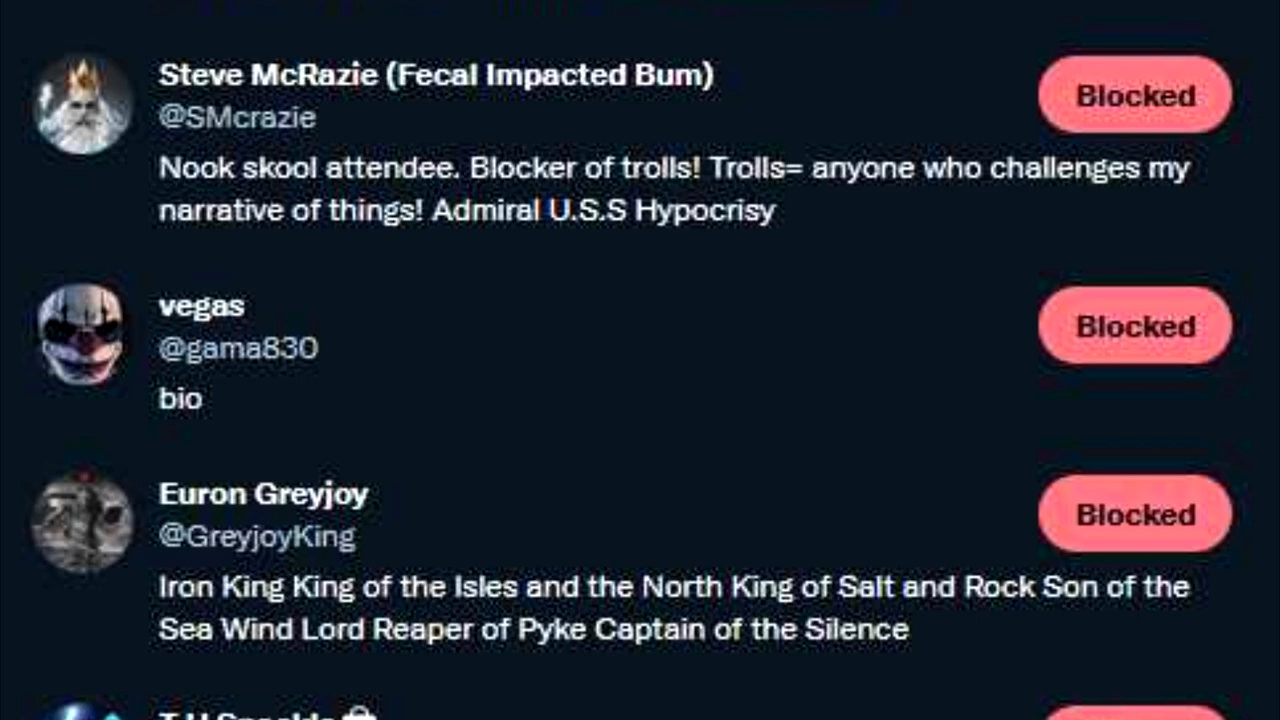 Steve McRazie (Fecal Impacted Bum)
Blocked
@SMcrazie
Nook skool attendee. Blocker of trolls! Trolls= anyone who challenges my
narrative of things! Admiral U.S.S Hypocrisy
vegas
Blocked
@gama830
bio
Euron Greyjoy
Blocked
@GreyjoyKing
Iron King King of the Isles and the North King of Salt and Rock Son of the
Sea Wind Lord Reaper of Pyke Captain of the Silence